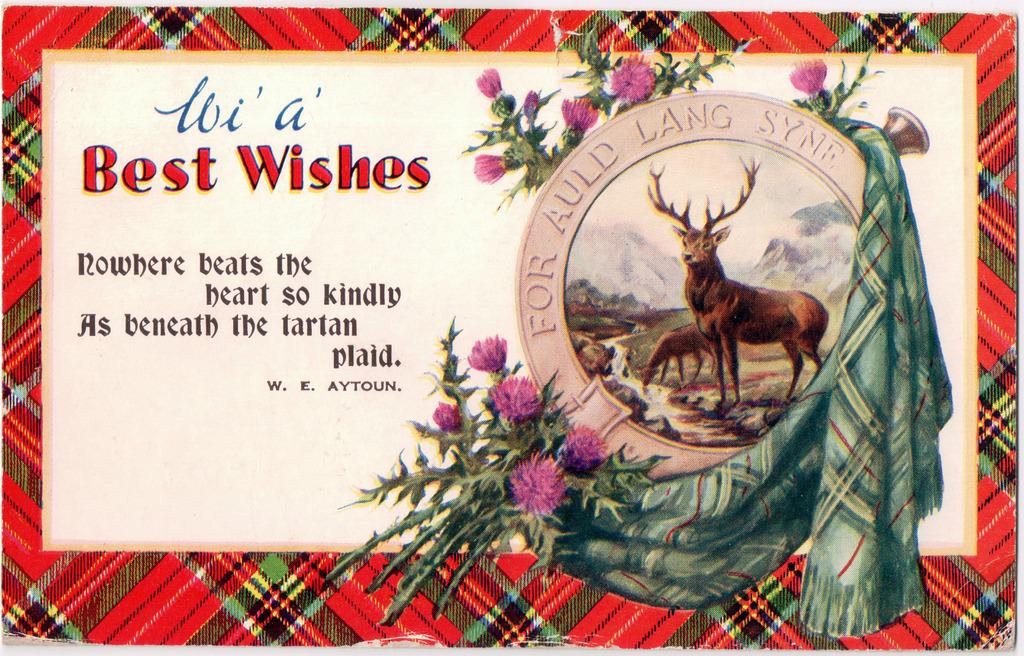 Wi' a'
Best Wishes
Nowhere beats the
heart so kindly
As beneath the tartan
plaid.
W. E. AYTOUN.
FOR AULD LANG SYNE